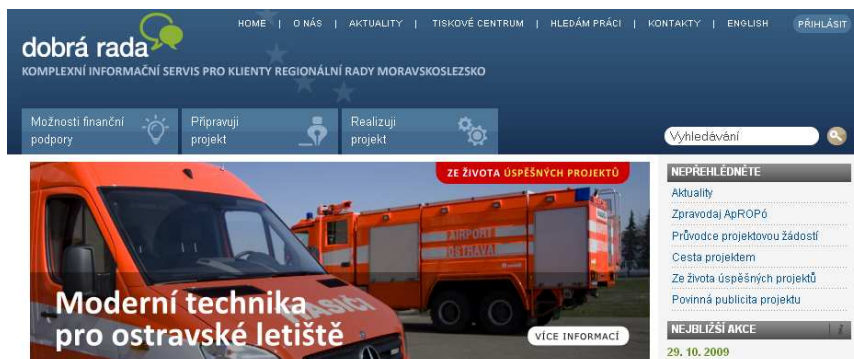 HOME | O NÁS | AKTUALITY | TISKOVÉ CENTRUM | HLEDÁM PRÁCI | KONTAKTY | ENGLISH PŘIHLÁSIT
dobrá rada
KOMPLEXNÍ INFORMAČNÍ SERVIS PRO KLIENTY REGIONÁLNÍ RADY MORAVSKOSLEZSKO
Možnosti finanční
podpory
Připravuji
projekt
Realizuji
projekt
Vyhledávání
ZE ŽIVOTA ÚSPĚŠNÝCH PROJEKTŮ
AIRPORT
OSTRAVA
HASIČI
Moderní technika
pro ostravské letiště
VÍCE INFORMACÍ
NEPŘEHLÉDNĚTE
Aktuality
Zpravodaj ApROPó
Průvodce projektovou žádostí
Cesta projektem
Ze života úspěšných projektů
Povinná publicita projektu
NEJBLIŽŠÍ AKCE
29. 10. 2009